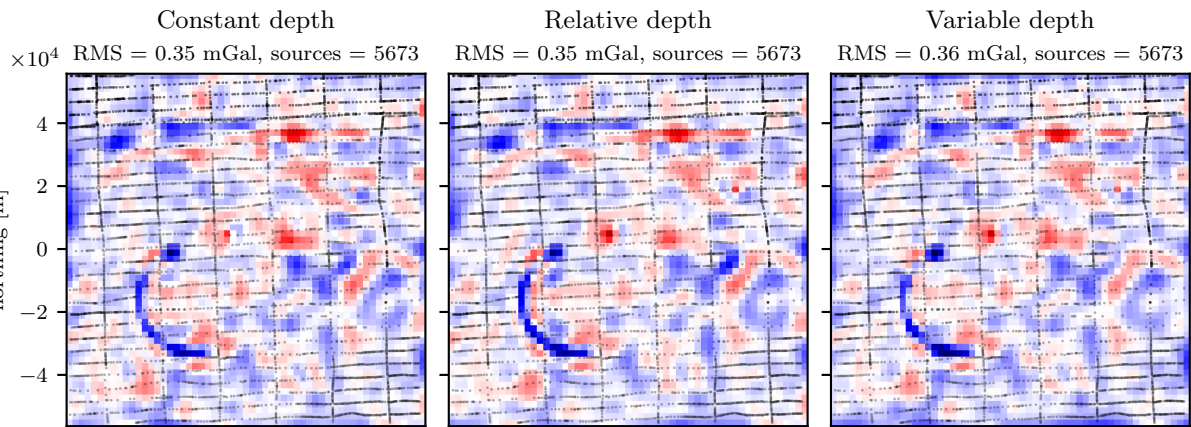 Constant depth
Relative depth
Variable depth
×10⁴
RMS = 0.35 mGal, sources = 5673
RMS = 0.35 mGal, sources = 5673
RMS = 0.36 mGal, sources = 5673
4
2
0
−2
−4